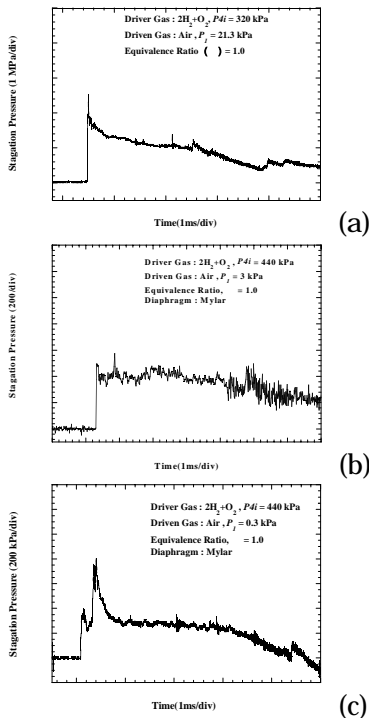 Stagation Pressure (1 MPa/div)
Driver Gas : 2H2+O2, P4i = 320 kPa
Driven Gas : Air , P1 = 21.3 kPa
Equivalence Ratio ( ) = 1.0
Time(1ms/div)
(a)
Stagation Pressure (200/div)
Driver Gas : 2H2+O2 , P4i = 440 kPa
Driven Gas : Air , P1 = 3 kPa
Equivalence Ratio, = 1.0
Diaphragm : Mylar
Time(1ms/div)
(b)
Stagation Pressure (200 kPa/div)
Driver Gas : 2H2+O2 , P4i = 440 kPa
Driven Gas : Air , P1 = 0.3 kPa
Equivalence Ratio, = 1.0
Diaphragm : Mylar
Time(1ms/div)
(c)